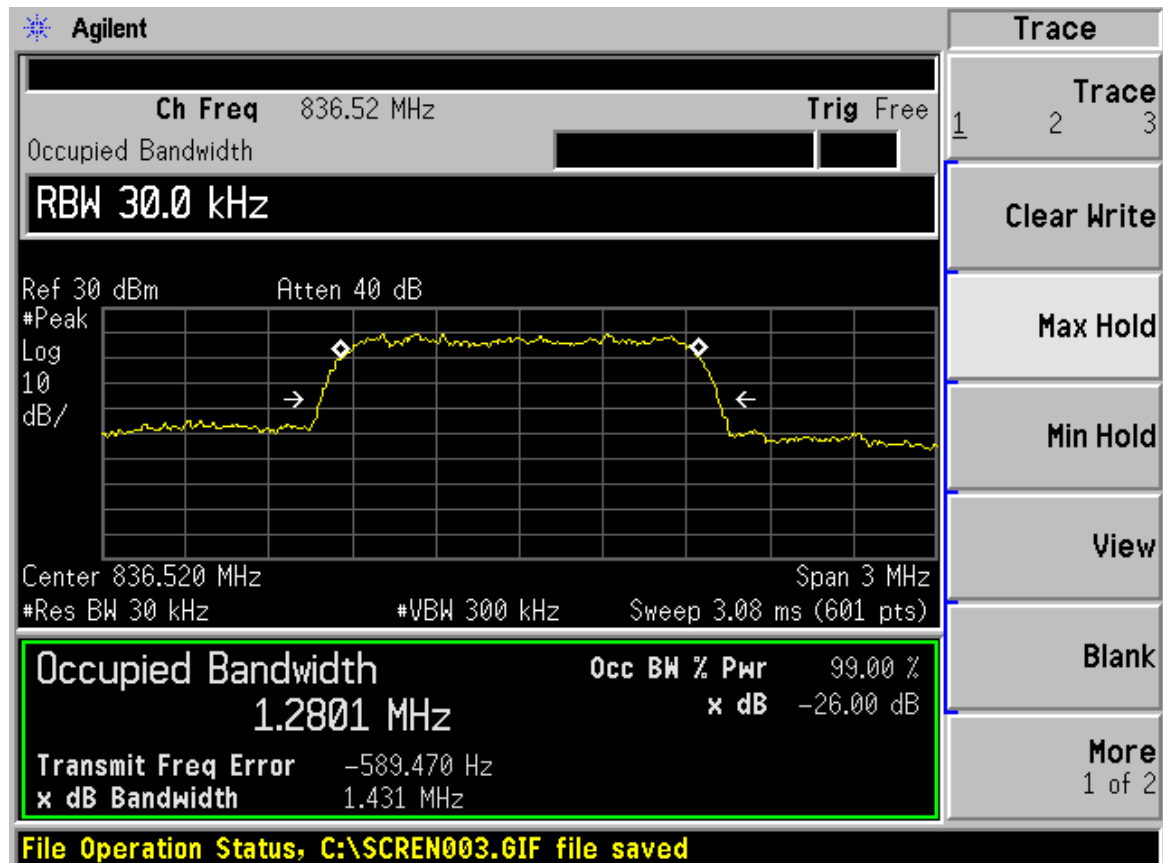 Agilent
Trace
Ch Freq 836.52 MHz Trig Free
Occupied Bandwidth
RBW 30.0 kHz
Ref 30 dBm Atten 40 dB
#Peak
Log
10
dB/
Center 836.520 MHz Span 3 MHz
#Res BW 30 kHz #VBW 300 kHz Sweep 3.08 ms (601 pts)
Occupied Bandwidth
1.2801 MHz
Occ BW % Pwr 99.00 %
x dB -26.00 dB
Transmit Freq Error -589.470 Hz
x dB Bandwidth 1.431 MHz
File Operation Status, C:\SCREN003.GIF file saved
Trace
1 2 3
Clear Write
Max Hold
Min Hold
View
Blank
More
1 of 2